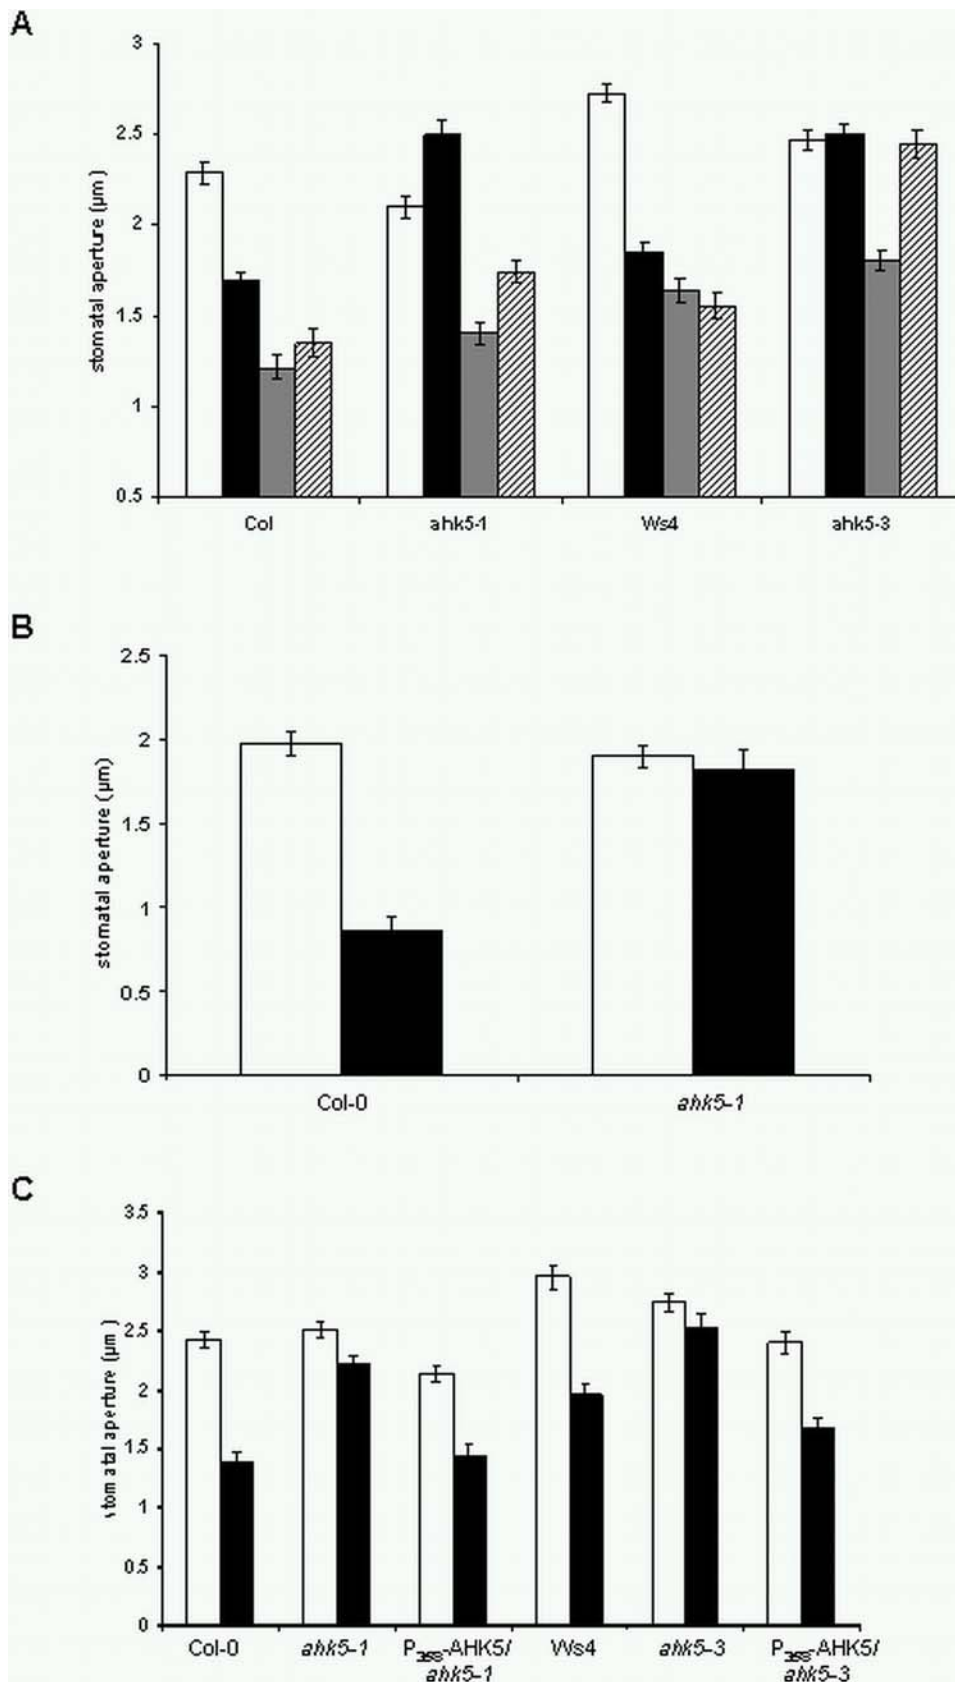 A
3
2.5
2
1.5
1
0.5
stomatal aperture (µm)
Col ahk5-1 Ws4 ahk5-3
B
2.5
2
1.5
1
0.5
0
stomatal aperture (µm)
Col-0 ahk5-1
C
3.5
3
2.5
2
1.5
1
0.5
0
stomatal aperture (µm)
Col-0 ahk5-1 P35S-AHK5/ Ws4 ahk5-3 P35S-AHK5/
ahk5-1 ahk5-3